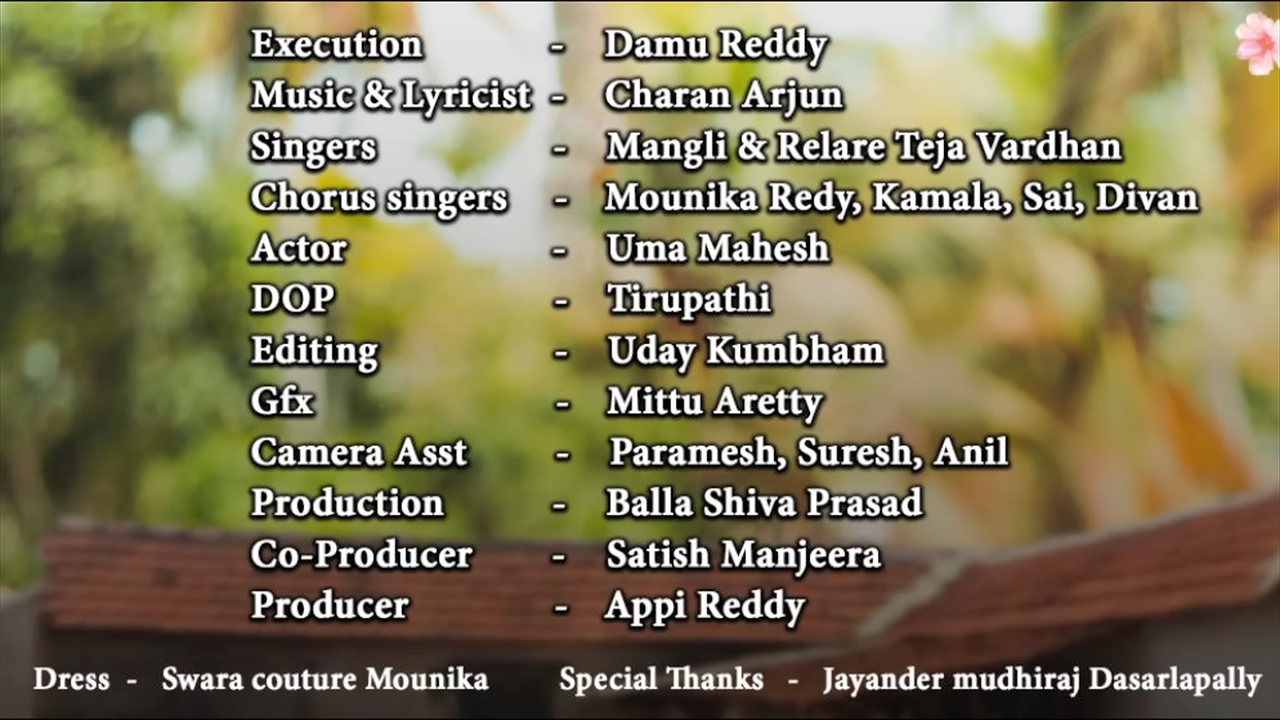 Execution - Damu Reddy
Music & Lyricist - Charan Arjun
Singers - Mangli & Relare Teja Vardhan
Chorus singers - Mounika Redy, Kamala, Sai, Divan
Actor - Uma Mahesh
DOP - Tirupathi
Editing - Uday Kumbham
Gfx - Mittu Aretty
Camera Asst - Paramesh, Suresh, Anil
Production - Balla Shiva Prasad
Co-Producer - Satish Manjeera
Producer - Appi Reddy
Dress - Swara couture Mounika Special Thanks - Jayander mudhiraj Dasarlapally